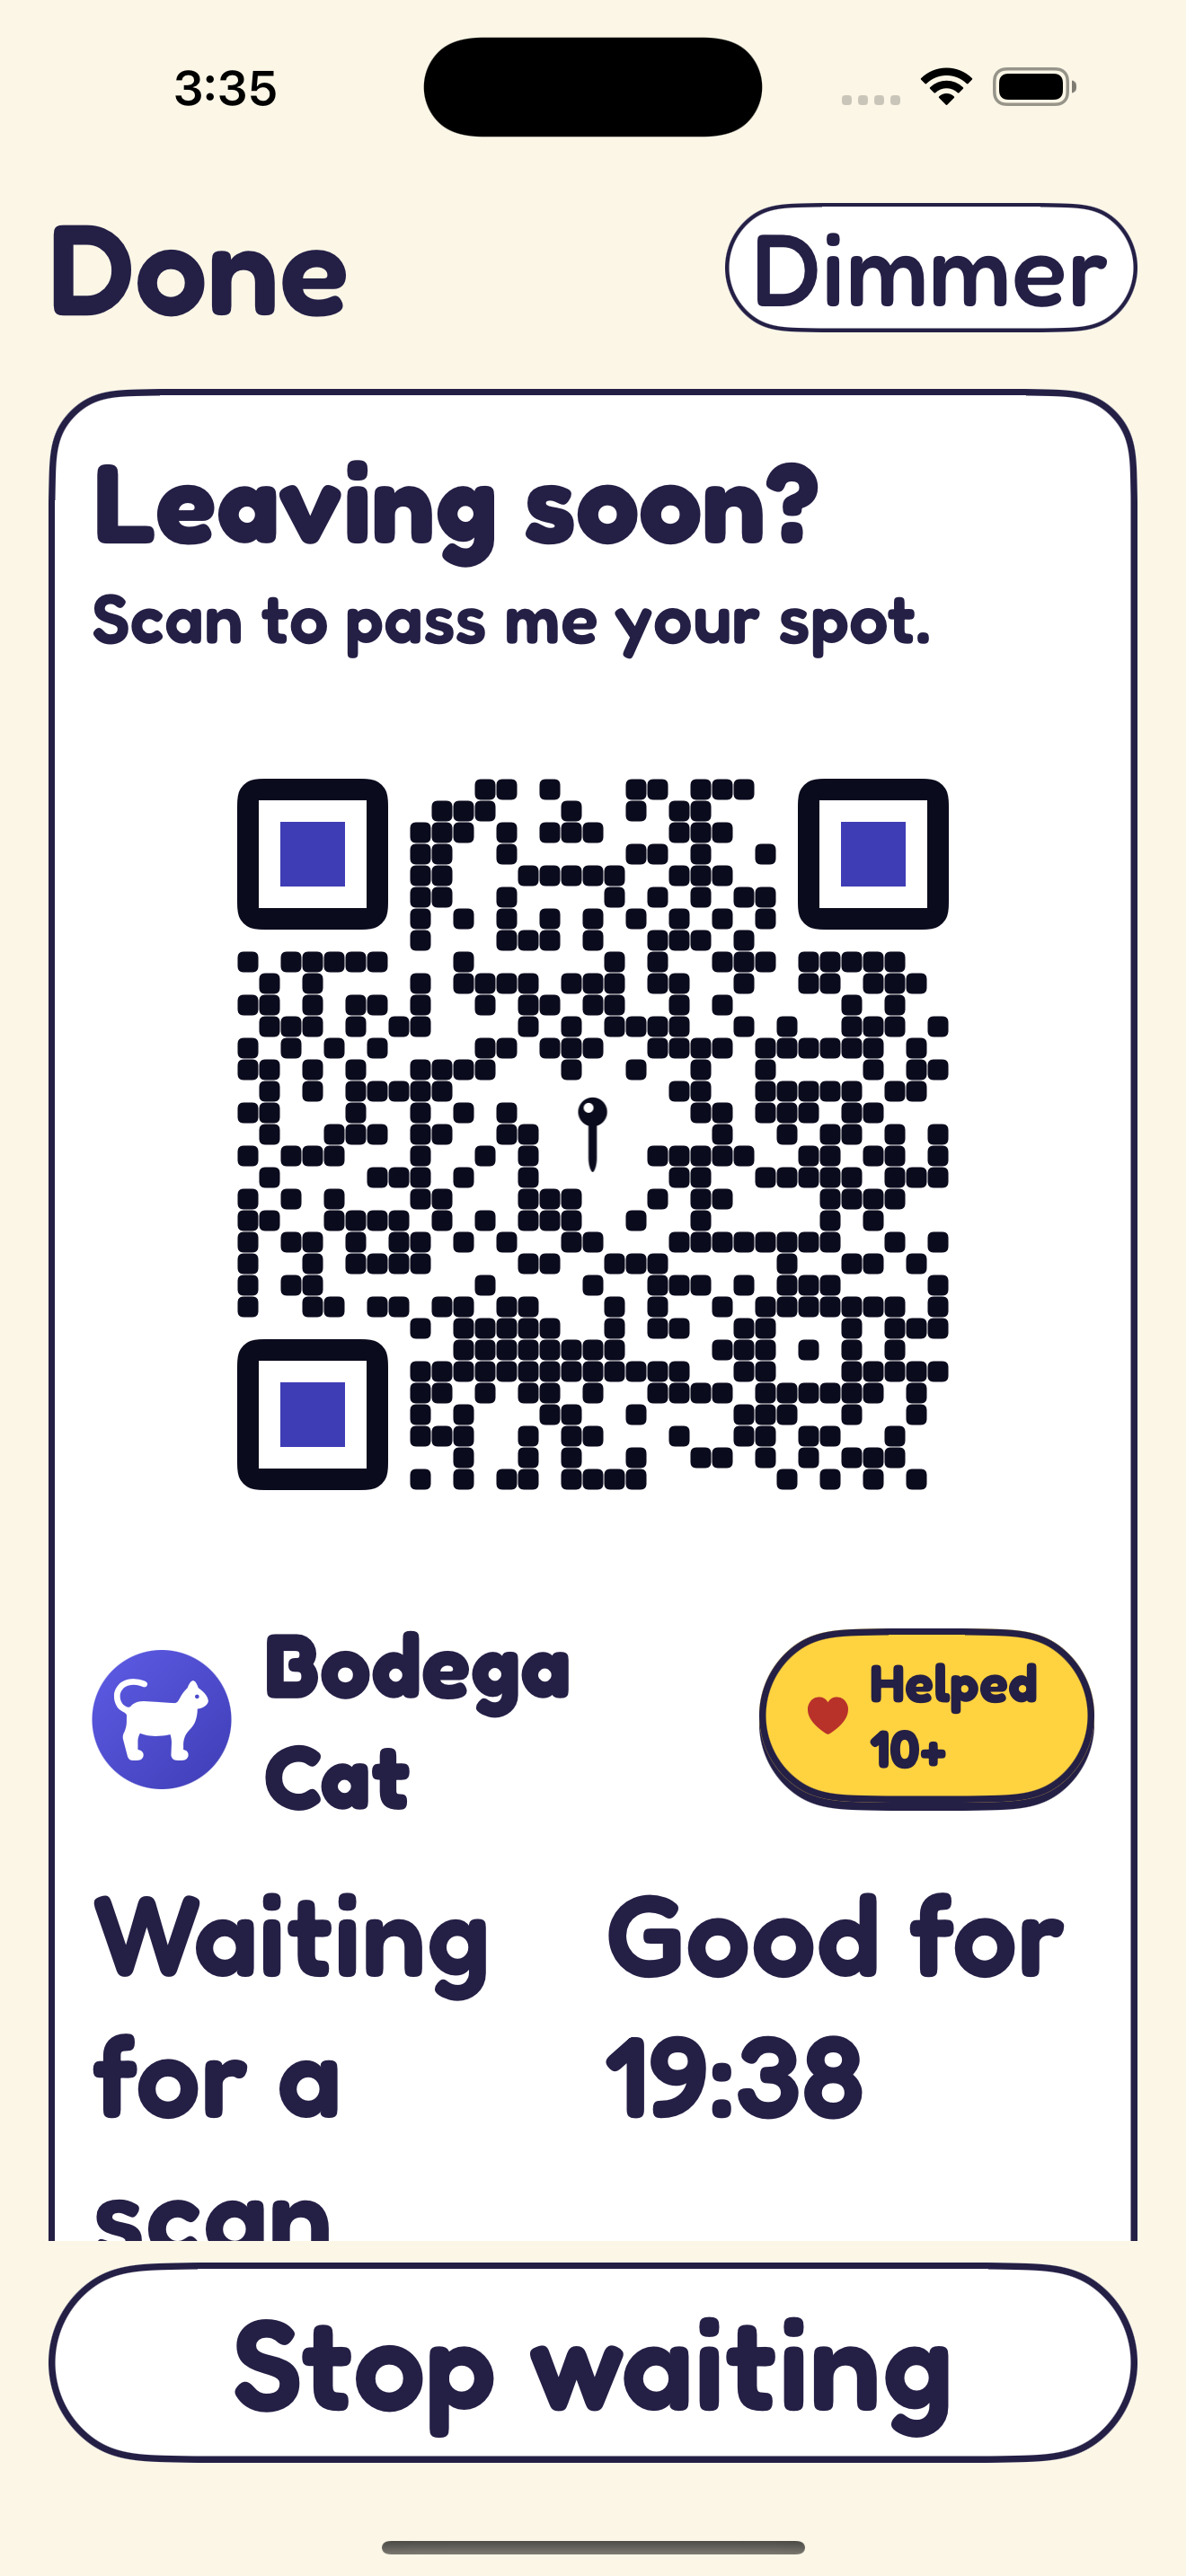 3:35
Done
Dimmer
Leaving soon?
Scan to pass me your spot.
Bodega
Cat
Helped
10+
Waiting
for a
scan
Good for
19:38
Stop waiting